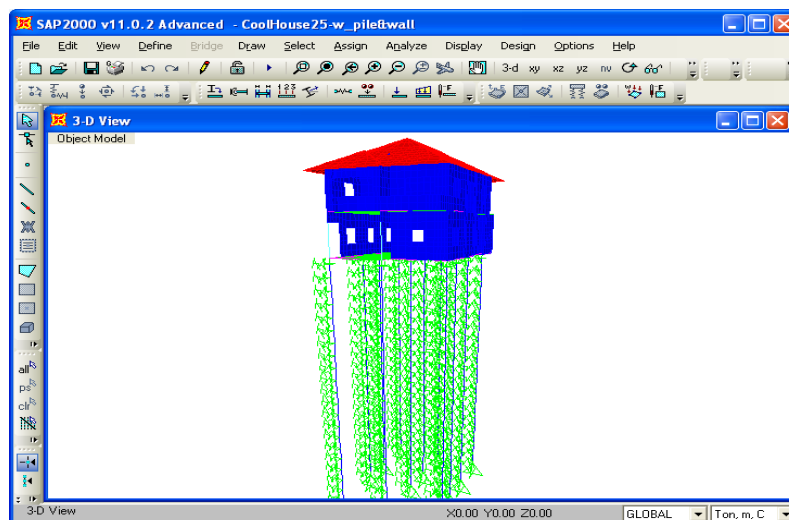 SAP2000 v11.0.2 Advanced - CoolHouse25-w_pile&wall
File Edit View Define Bridge Draw Select Assign Analyze Display Design Options Help
3-d xy xz yz nv
3-D View
Object Model
all
ps
clr
3-D View X0.00 Y0.00 Z0.00 GLOBAL Ton, m, C